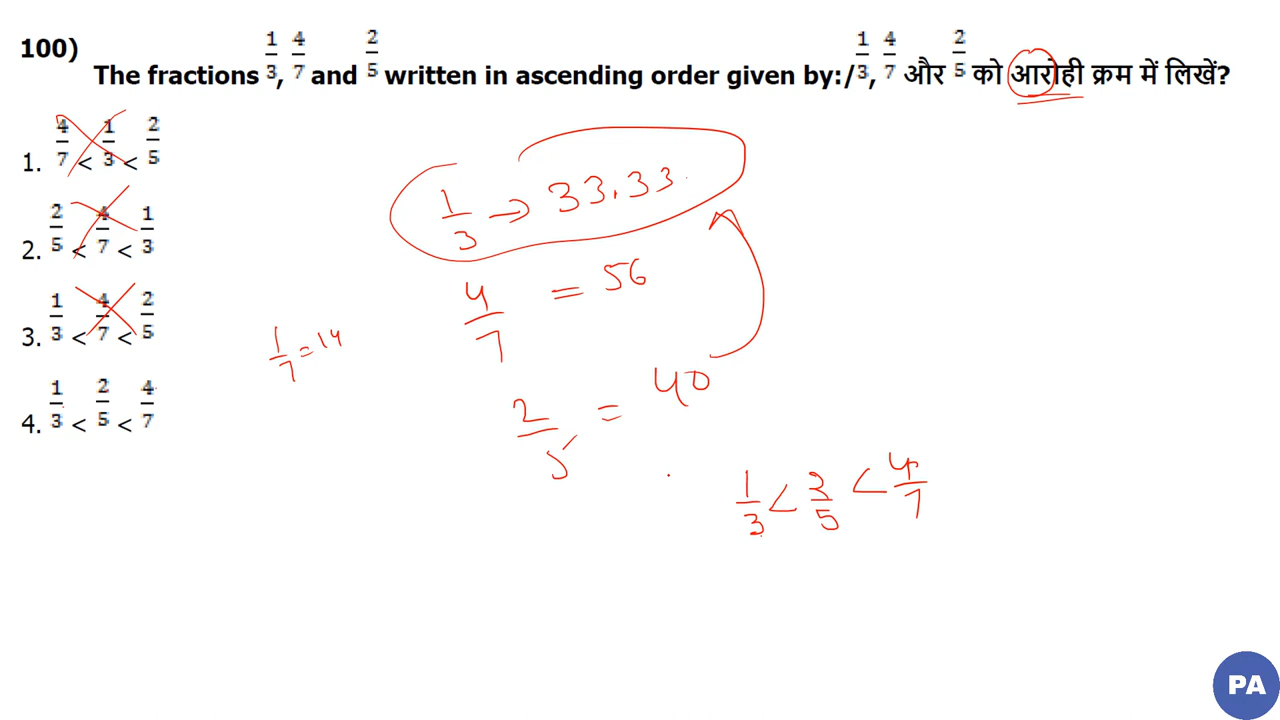 100) The fractions 1/3, 4/7 and 2/5 written in ascending order given by:/ 1/3, 4/7 और 2/5 को आरोही क्रम में लिखें?
1. 4/7 < 1/3 < 2/5
2. 2/5 < 4/7 < 1/3
3. 1/3 < 4/7 < 2/5
4. 1/3 < 2/5 < 4/7
1/3 → 33.33
4/7 = 56
1/7 = 14
2/5 = 40
1/3 < 2/5 < 4/7
PA